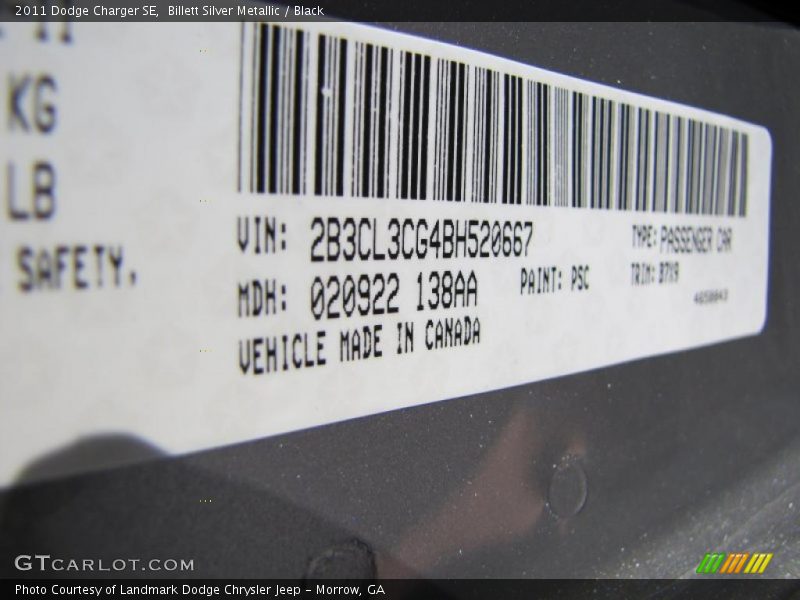 2011 Dodge Charger SE, Billett Silver Metallic / Black
KG
LB
SAFETY,
VIN: 2B3CL3CG4BH520667
TYPE: PASSENGER CAR
MDH: 020922 138AA
PAINT: PSC
TRIM:
VEHICLE MADE IN CANADA
GTCARLOT.COM
Photo Courtesy of Landmark Dodge Chrysler Jeep - Morrow, GA